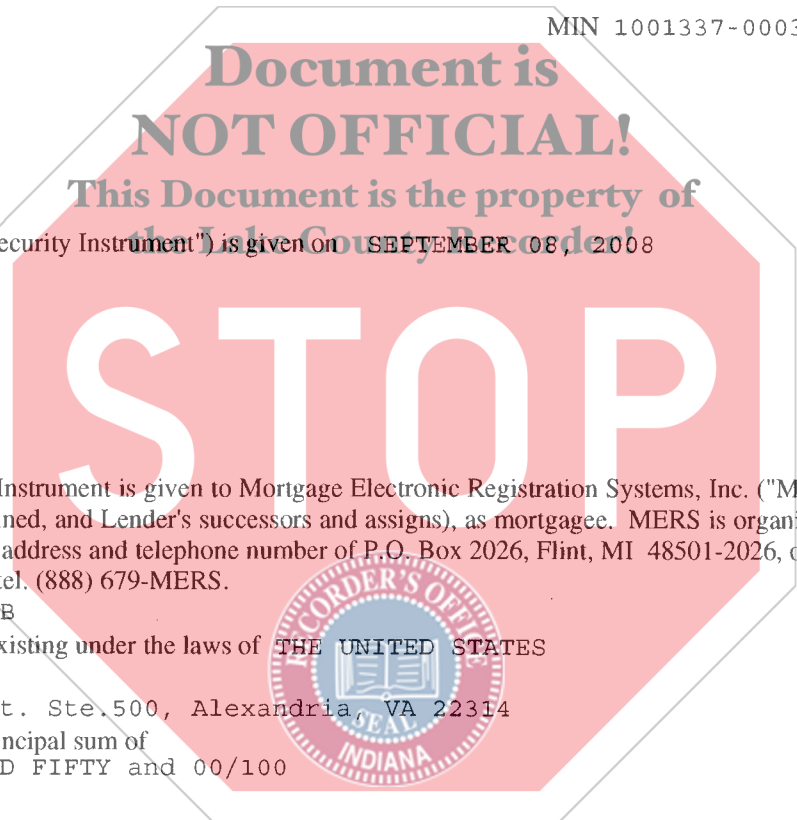 MIN 1001337-0003
Document is
NOT OFFICIAL!
This Document is the property of
the Lake County Recorder!
ecurity Instrument") is given on SEPTEMBER 08, 2008
STOP
Instrument is given to Mortgage Electronic Registration Systems, Inc. ("M
ned, and Lender's successors and assigns), as mortgagee. MERS is organi
address and telephone number of P.O. Box 2026, Flint, MI 48501-2026,
tel. (888) 679-MERS.
B
xisting under the laws of THE UNITED STATES
t. Ste.500, Alexandria, VA 22314
ncipal sum of
D FIFTY and 00/100
RECORDER'S OFFICE
SEAL
INDIANA